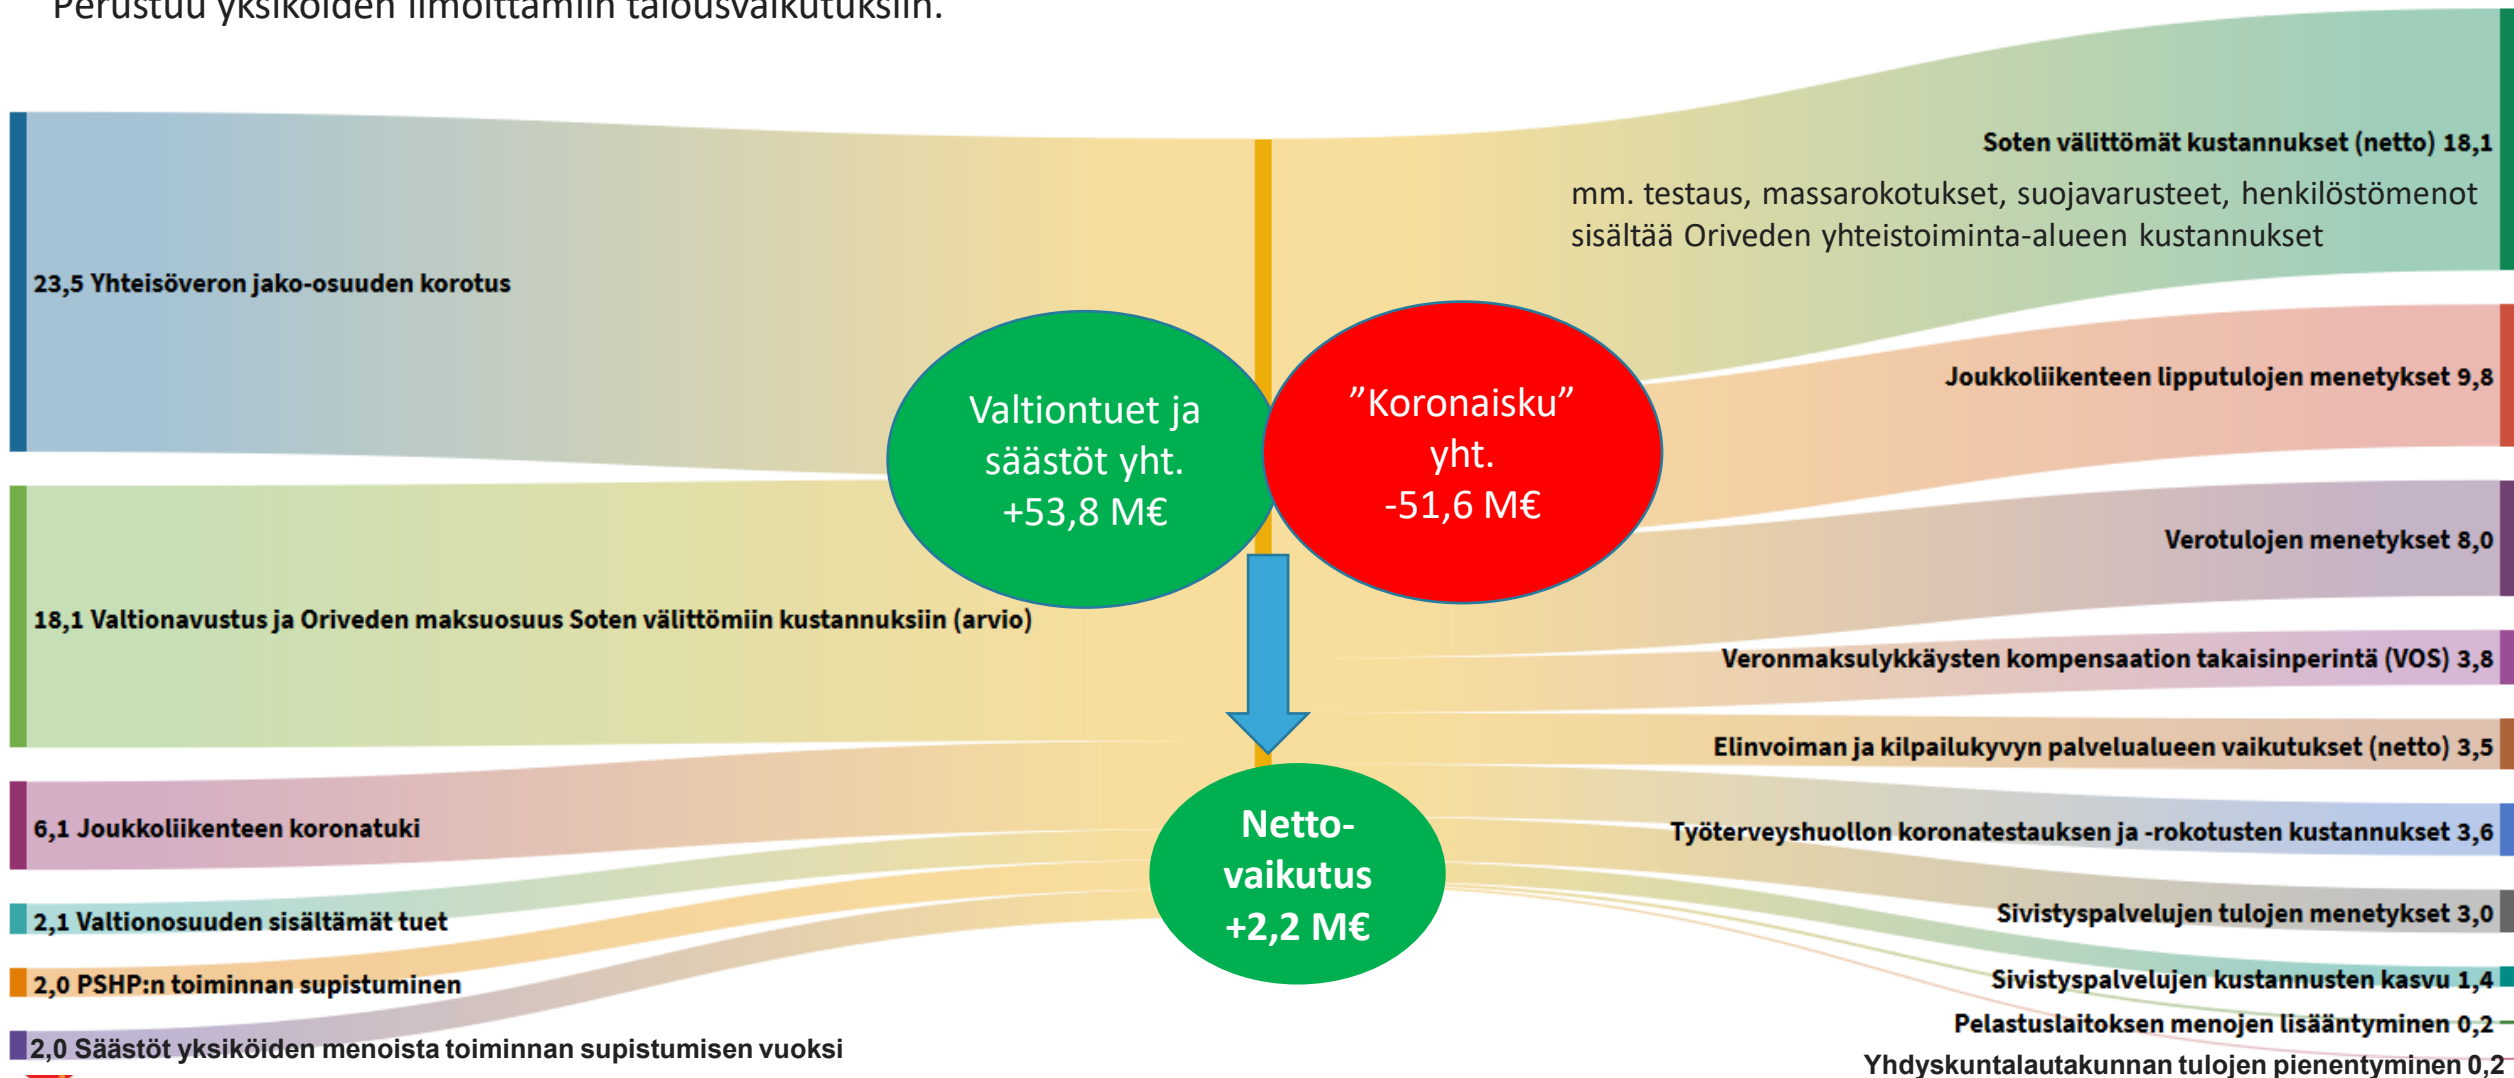 Perustuu yksiköiden ilmoittamiin talousvaikutuksiin.
23,5 Yhteisöveron jako-osuuden korotus
18,1 Valtionavustus ja Oriveden maksuosuus Soten välittömiin kustannuksiin (arvio)
6,1 Joukkoliikenteen koronatuki
2,1 Valtionosuuden sisältämät tuet
2,0 PSHP:n toiminnan supistuminen
2,0 Säästöt yksiköiden menoista toiminnan supistumisen vuoksi
Valtiontuet ja
säästöt yht.
+53,8 M€
”Koronaisku”
yht.
-51,6 M€
Netto-
vaikutus
+2,2 M€
Soten välittömät kustannukset (netto) 18,1
mm. testaus, massarokotukset, suojavarusteet, henkilöstömenot
sisältää Oriveden yhteistoiminta-alueen kustannukset
Joukkoliikenteen lipputulojen menetykset 9,8
Verotulojen menetykset 8,0
Veronmaksulykkäysten kompensaation takaisinperintä (VOS) 3,8
Elinvoiman ja kilpailukyvyn palvelualueen vaikutukset (netto) 3,5
Työterveyshuollon koronatestauksen ja -rokotusten kustannukset 3,6
Sivistyspalvelujen tulojen menetykset 3,0
Sivistyspalvelujen kustannusten kasvu 1,4
Pelastuslaitoksen menojen lisääntyminen 0,2
Yhdyskuntalautakunnan tulojen pienentyminen 0,2